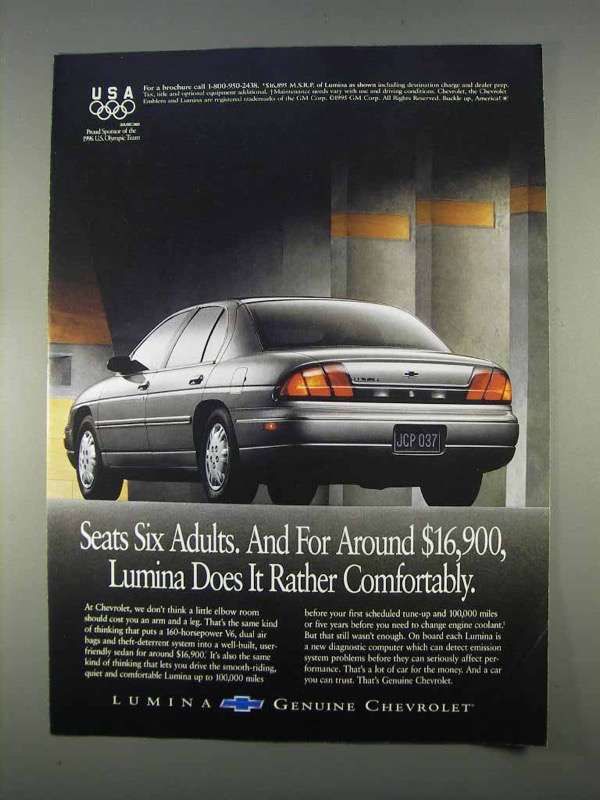 USA
Proud Sponsor of the
1996 U.S. Olympic Team
For a brochure call 1-800-950-2438. *$16,895 M.S.R.P. of Lumina as shown including destination charge and dealer prep.
Tax, title and optional equipment additional. †Maintenance needs vary with use and driving conditions. Chevrolet, the Chevrolet
Emblem and Lumina are registered trademarks of the GM Corp. ©1995 GM Corp. All Rights Reserved. Buckle up, America!
JCP 037
Seats Six Adults. And For Around $16,900,
Lumina Does It Rather Comfortably.
At Chevrolet, we don't think a little elbow room
should cost you an arm and a leg. That's the same kind
of thinking that puts a 160-horsepower V6, dual air
bags and theft-deterrent system into a well-built, user-
friendly sedan for around $16,900.* It's also the same
kind of thinking that lets you drive the smooth-riding,
quiet and comfortable Lumina up to 100,000 miles
before your first scheduled tune-up and 100,000 miles
or five years before you need to change engine coolant.†
But that still wasn't enough. On board each Lumina is
a new diagnostic computer which can detect emission
system problems before they can seriously affect per-
formance. That's a lot of car for the money. And a car
you can trust. That's Genuine Chevrolet.
LUMINA GENUINE CHEVROLET